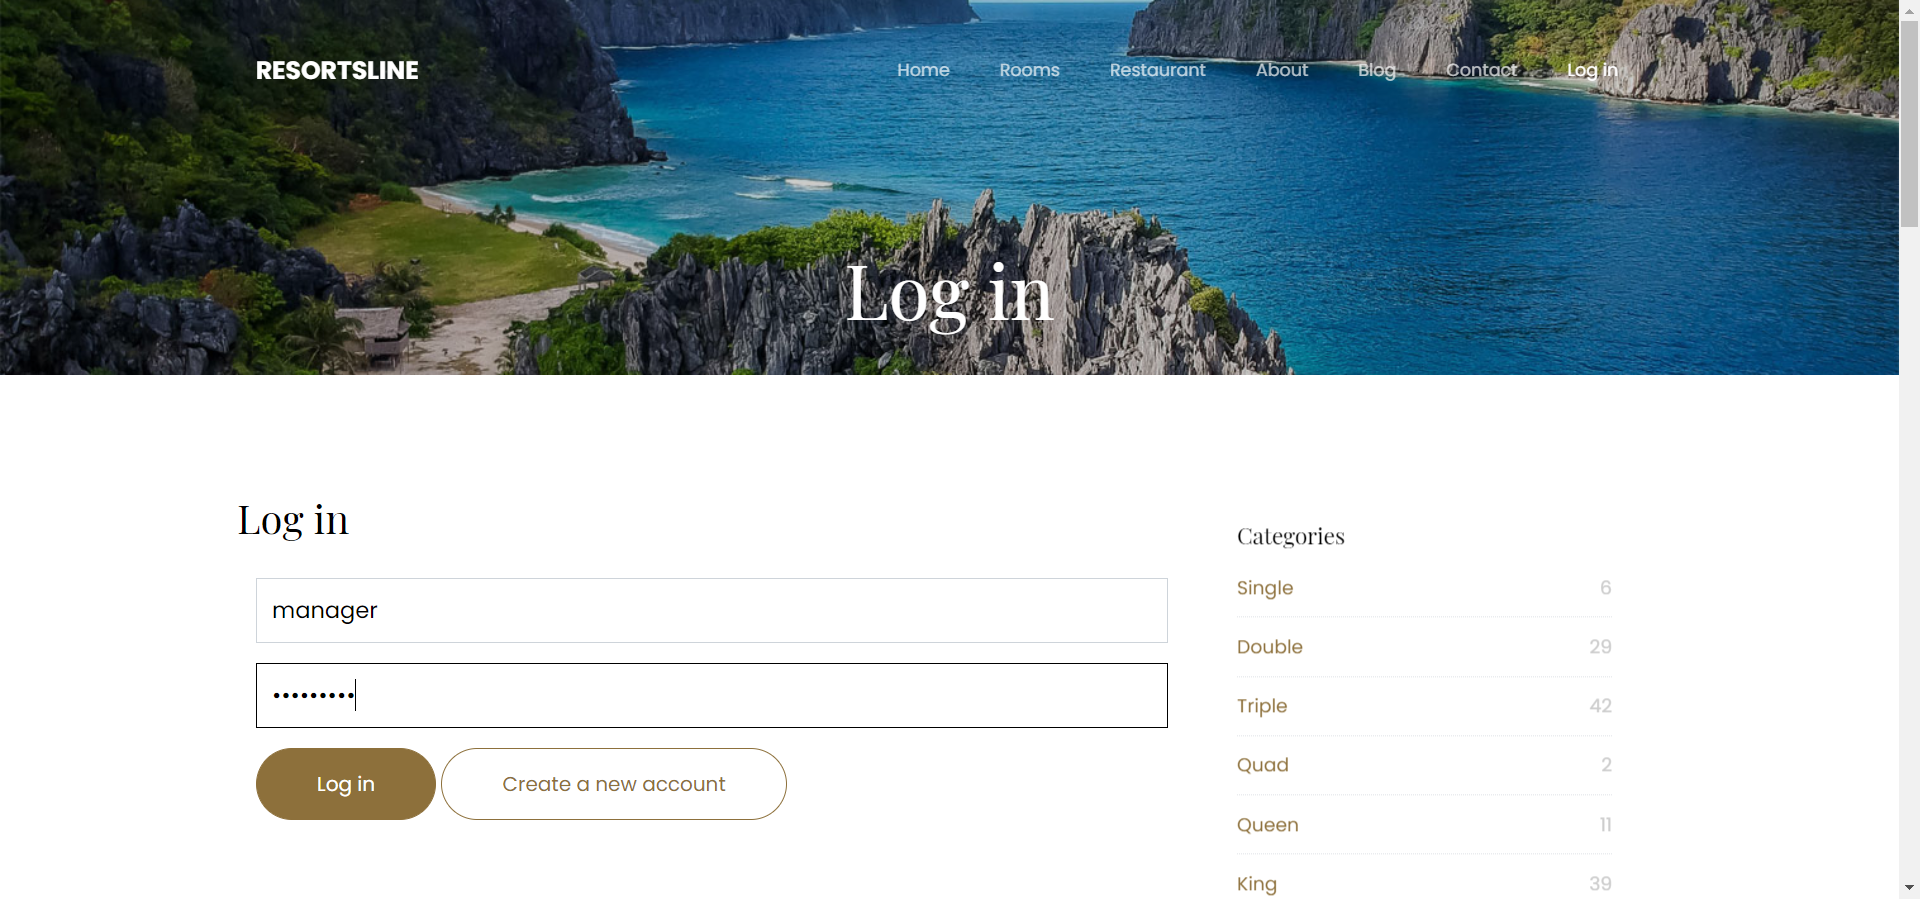 RESORTSLINE
Home Rooms Restaurant About Blog Contact Log in
Log in
Log in
manager
•••••••••
Log in
Create a new account
Categories
Single 6
Double 29
Triple 42
Quad 2
Queen 11
King 39